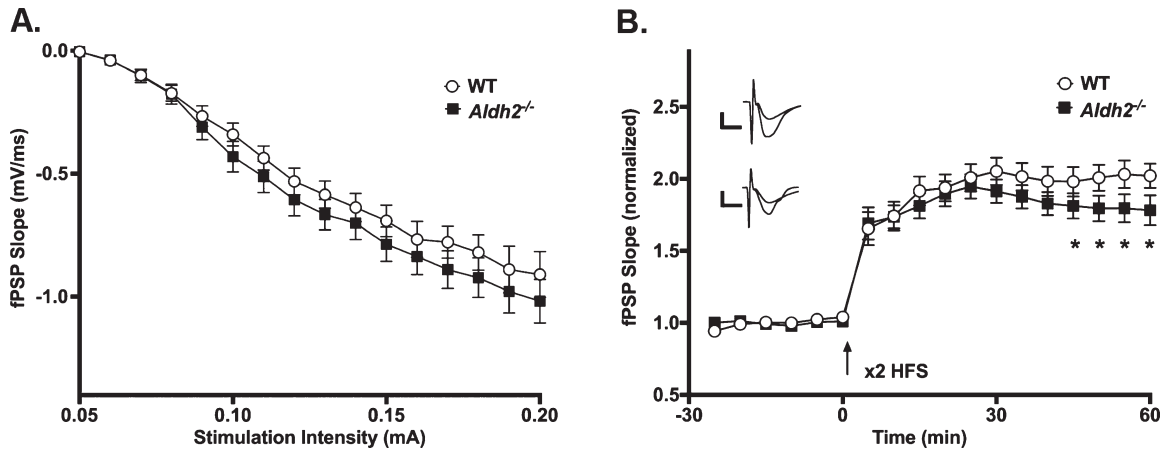 A.
0.0
-0.5
-1.0
fPSP Slope (mV/ms)
WT
Aldh2-/-
0.05
0.10
0.15
0.20
Stimulation Intensity (mA)
B.
2.5
2.0
1.5
1.0
0.5
fPSP Slope (normalized)
WT
Aldh2-/-
* * * *
x2 HFS
-30
0
30
60
Time (min)